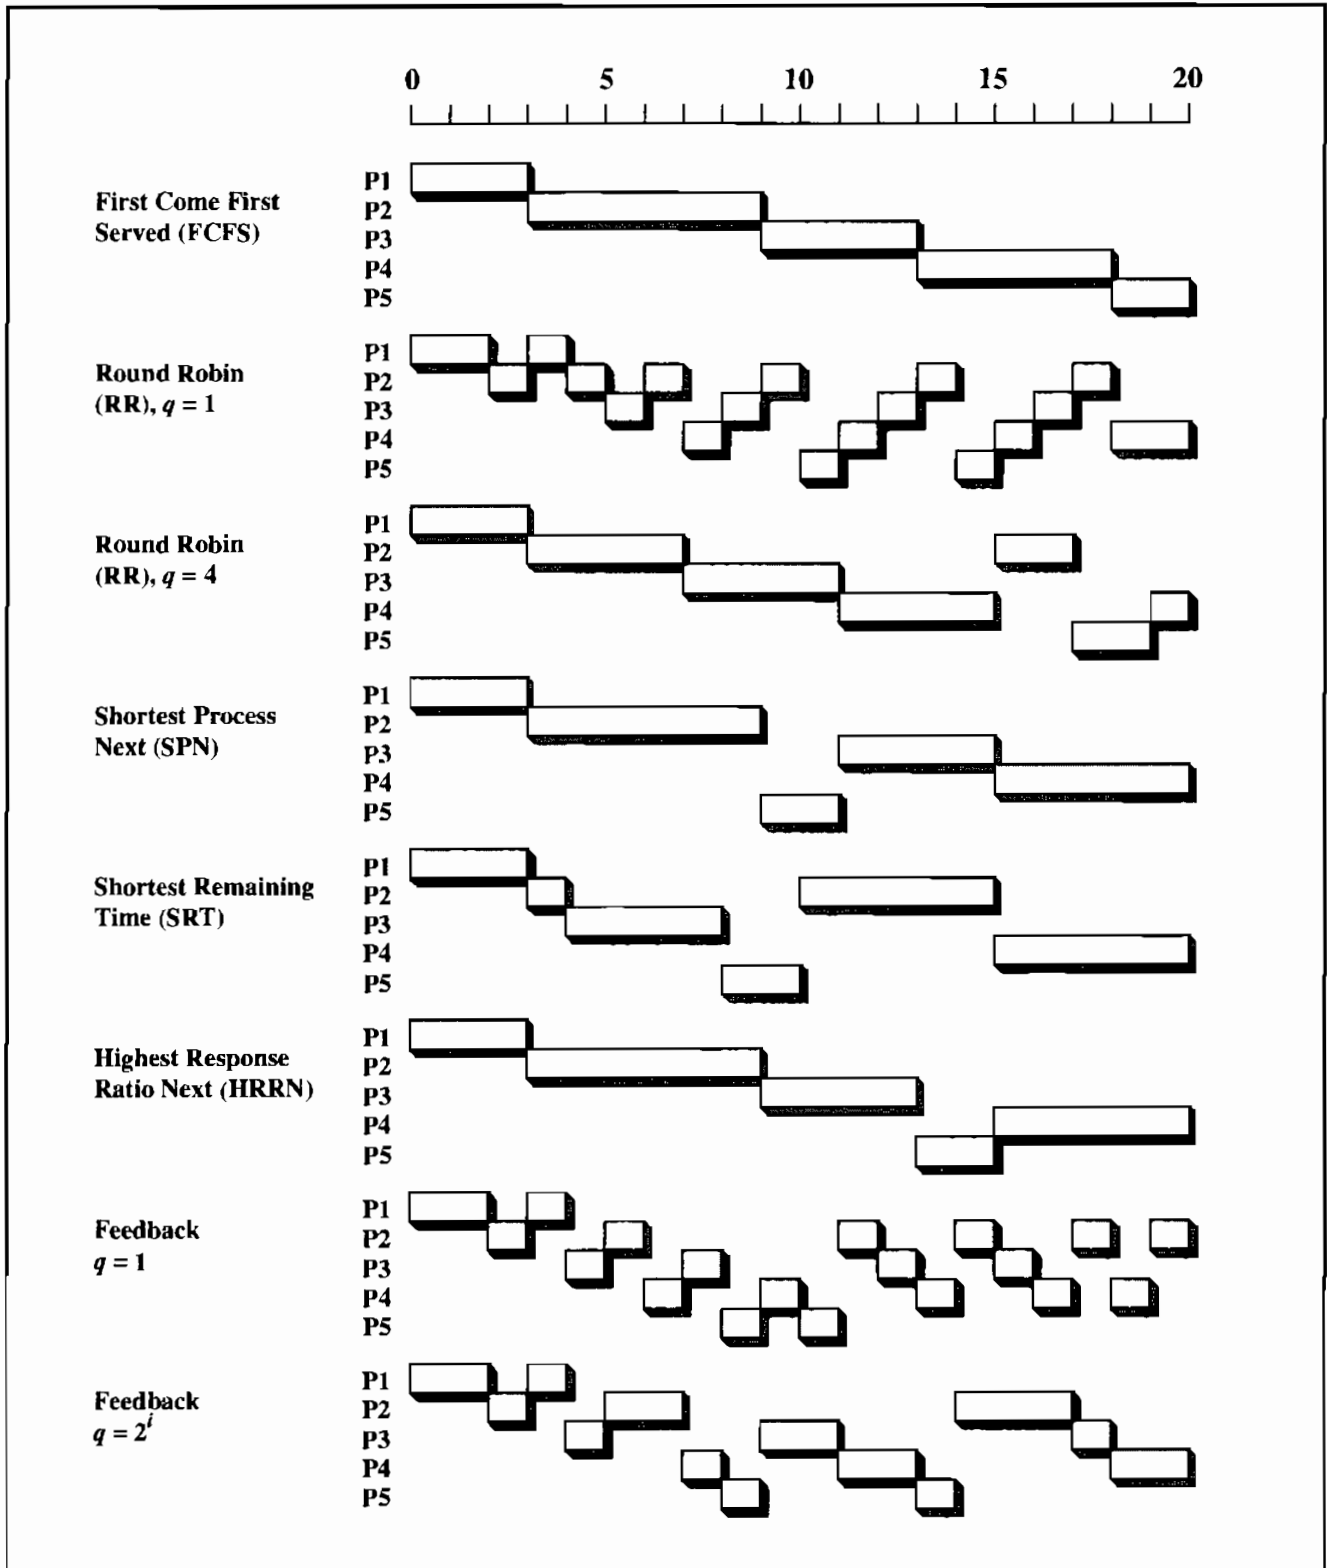 0 5 10 15 20
First Come First
Served (FCFS)
P1
P2
P3
P4
P5
Round Robin
(RR), q = 1
P1
P2
P3
P4
P5
Round Robin
(RR), q = 4
P1
P2
P3
P4
P5
Shortest Process
Next (SPN)
P1
P2
P3
P4
P5
Shortest Remaining
Time (SRT)
P1
P2
P3
P4
P5
Highest Response
Ratio Next (HRRN)
P1
P2
P3
P4
P5
Feedback
q = 1
P1
P2
P3
P4
P5
Feedback
q = 2^i
P1
P2
P3
P4
P5